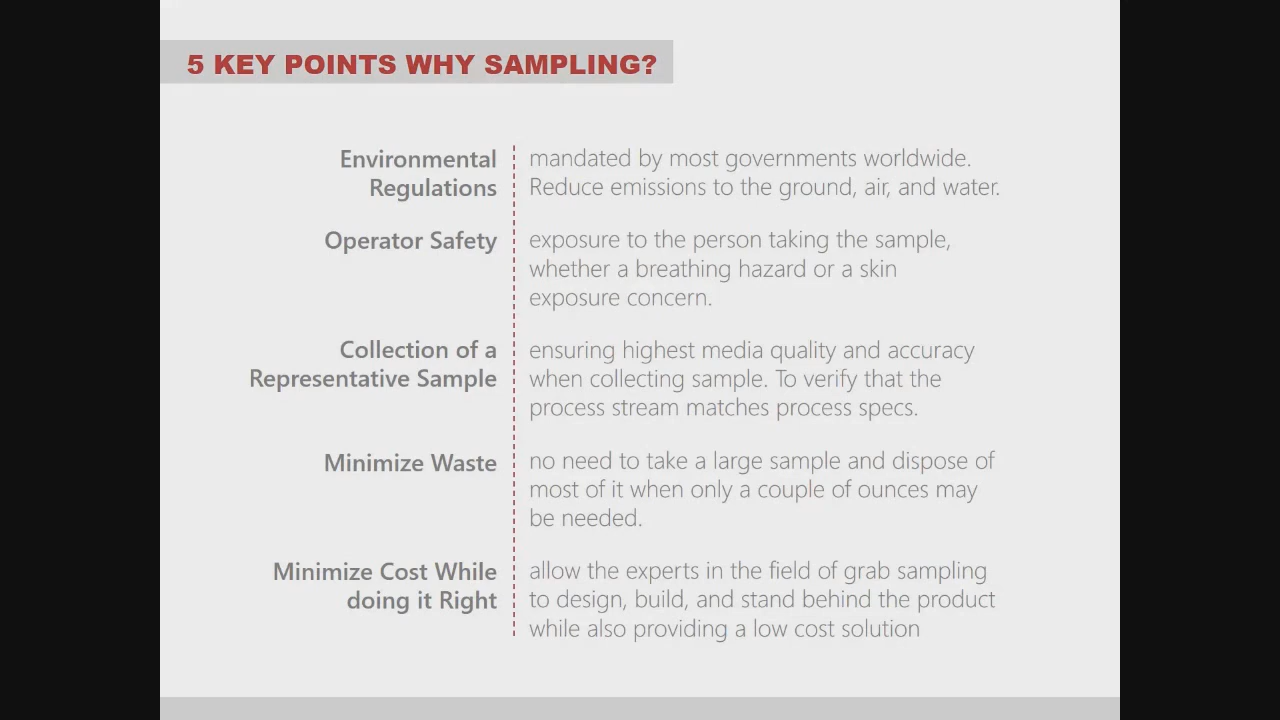 5 KEY POINTS WHY SAMPLING?
Environmental
Regulations
mandated by most governments worldwide.
Reduce emissions to the ground, air, and water.
Operator Safety
exposure to the person taking the sample,
whether a breathing hazard or a skin
exposure concern.
Collection of a
Representative Sample
ensuring highest media quality and accuracy
when collecting sample. To verify that the
process stream matches process specs.
Minimize Waste
no need to take a large sample and dispose of
most of it when only a couple of ounces may
be needed.
Minimize Cost While
doing it Right
allow the experts in the field of grab sampling
to design, build, and stand behind the product
while also providing a low cost solution